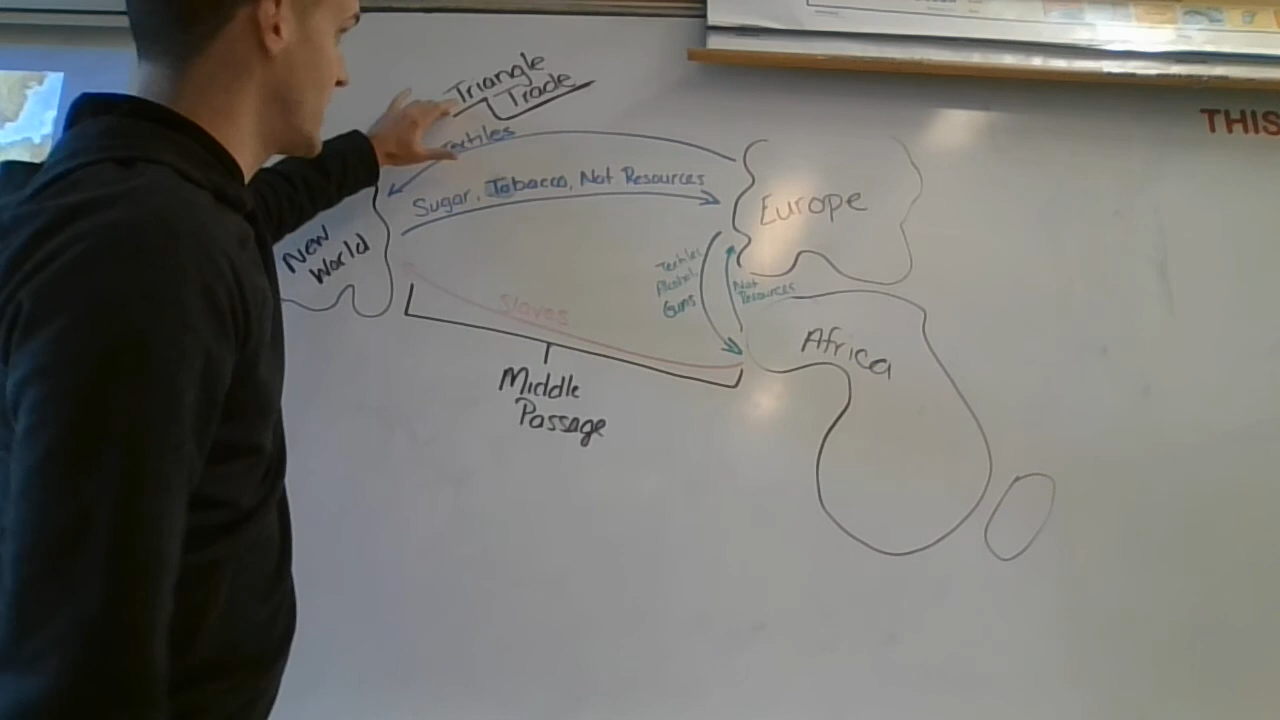 THIS
Triangle
Trade
Textiles
Sugar, Tobacco, Nat Resources
Europe
New
World
Textiles
Alcohol
Guns
Nat
Resources
Slaves
Africa
Middle
Passage